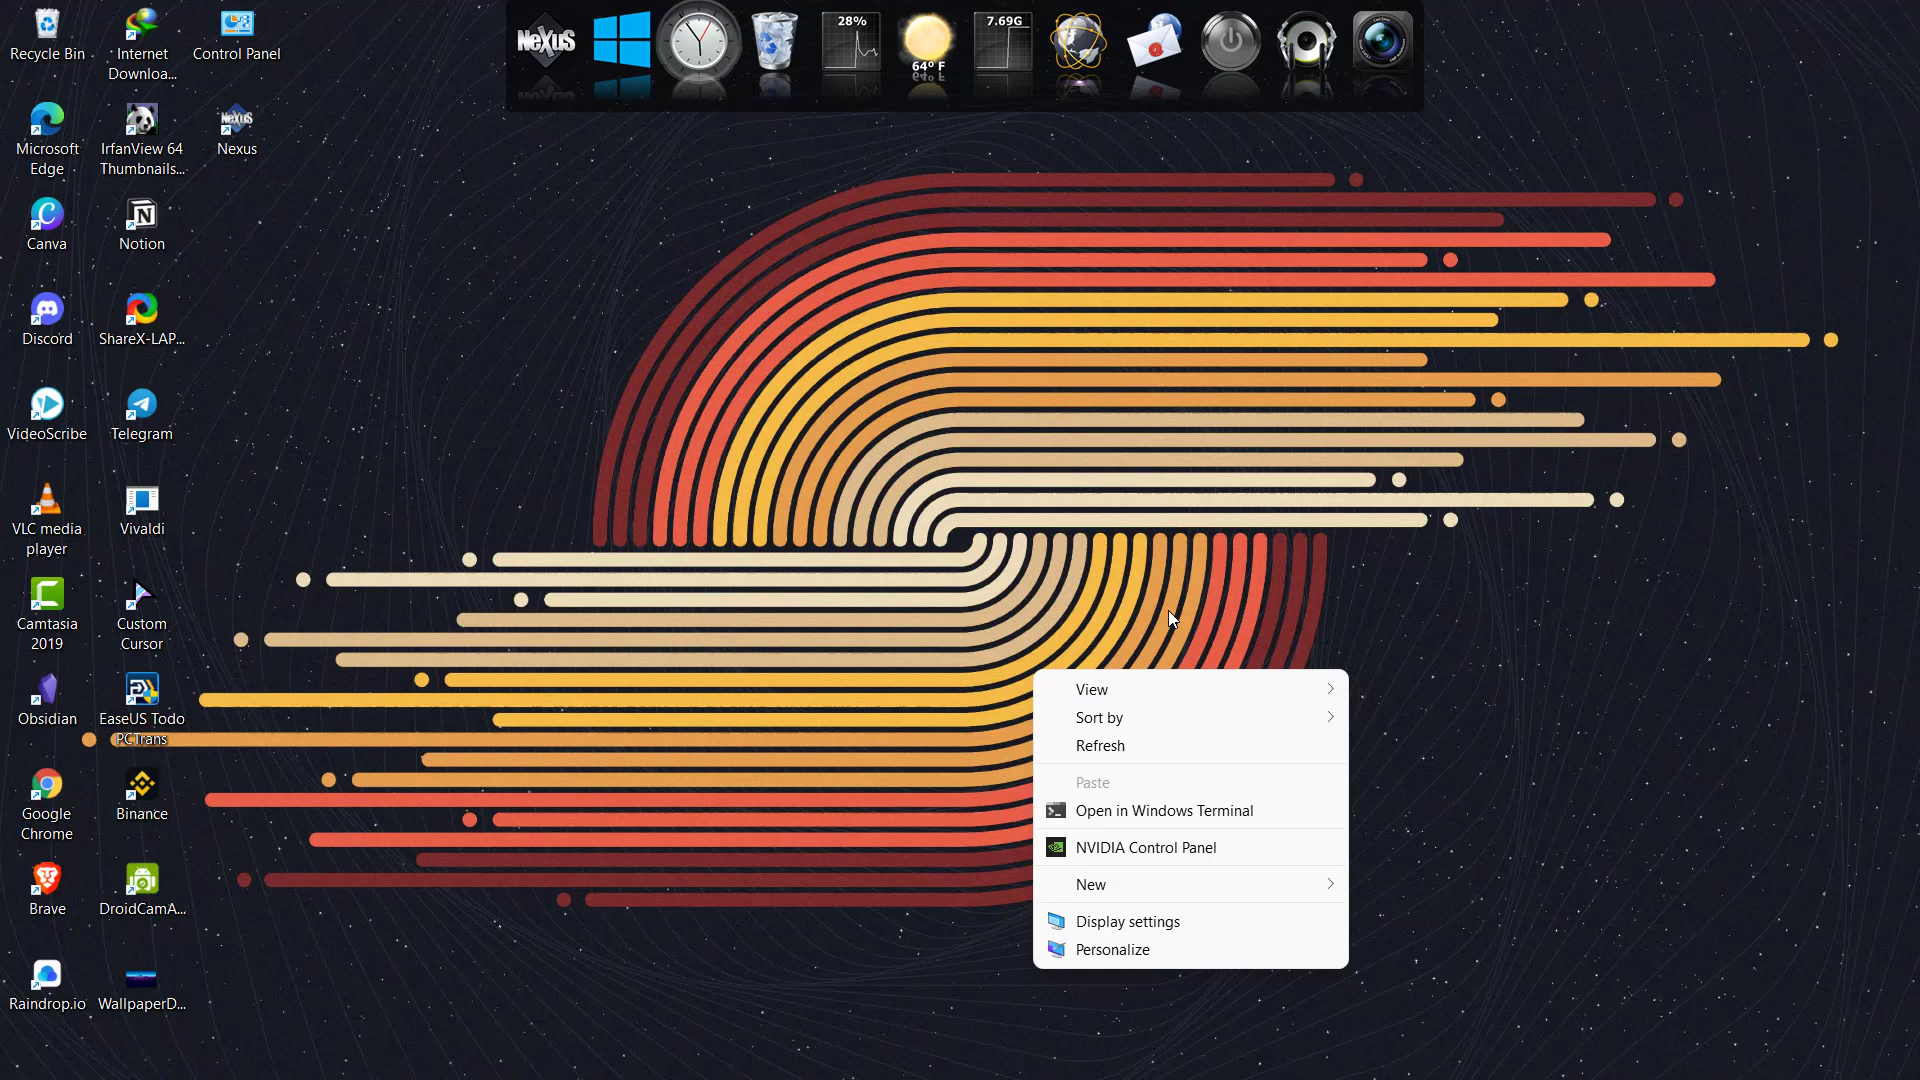 Recycle Bin
Internet
Downloa...
Control Panel
Microsoft
Edge
IrfanView 64
Thumbnails...
Nexus
Canva
Notion
Discord
ShareX-LAP...
VideoScribe
Telegram
VLC media
player
Vivaldi
Camtasia
2019
Custom
Cursor
Obsidian
EaseUS Todo
PCTrans
Google
Chrome
Binance
Brave
DroidCamA...
Raindrop.io
WallpaperD...
NeXuS
28%
64° F
7.69G
View
Sort by
Refresh
Paste
Open in Windows Terminal
NVIDIA Control Panel
New
Display settings
Personalize